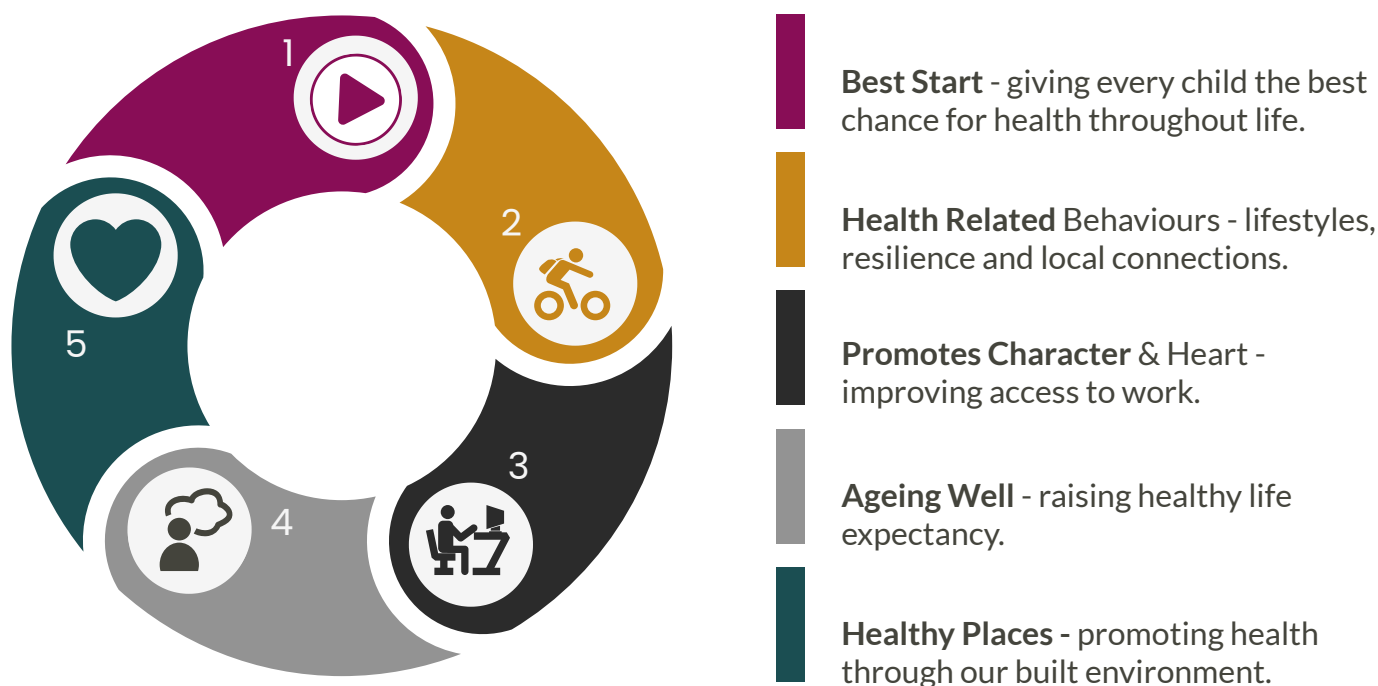 1
2
3
4
5
Best Start - giving every child the best
chance for health throughout life.
Health Related Behaviours - lifestyles,
resilience and local connections.
Promotes Character & Heart -
improving access to work.
Ageing Well - raising healthy life
expectancy.
Healthy Places - promoting health
through our built environment.